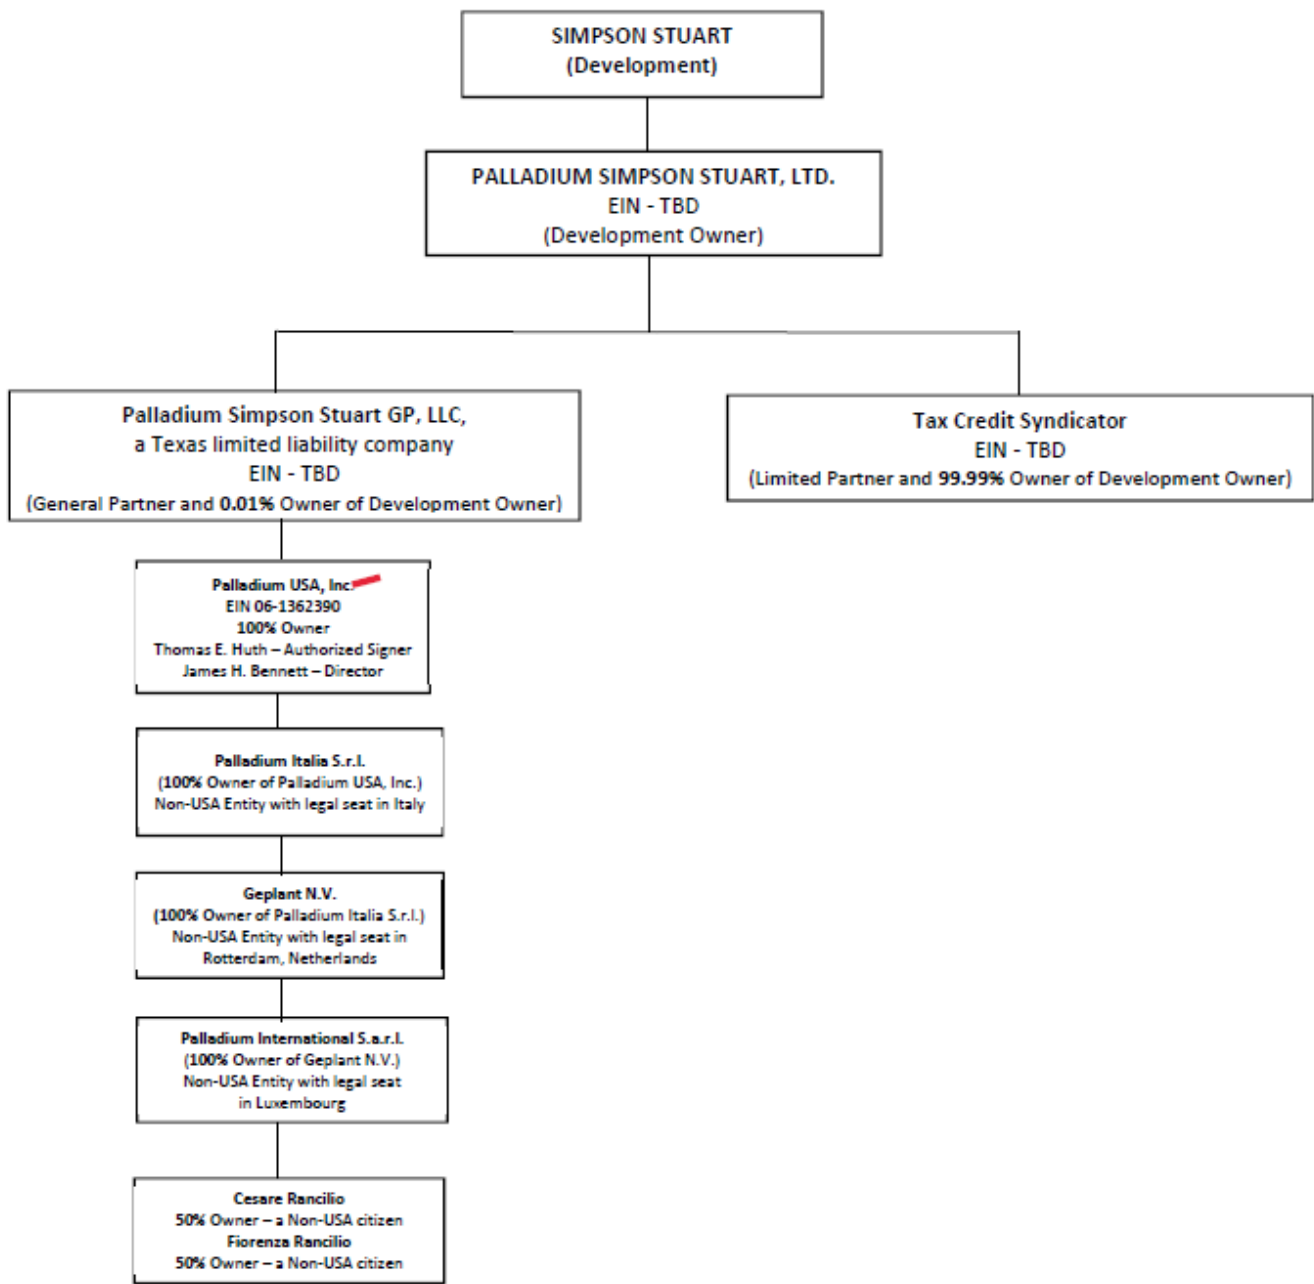 SIMPSON STUART
(Development)
PALLADIUM SIMPSON STUART, LTD.
EIN - TBD
(Development Owner)
Palladium Simpson Stuart GP, LLC,
a Texas limited liability company
EIN - TBD
(General Partner and 0.01% Owner of Development Owner)
Tax Credit Syndicator
EIN - TBD
(Limited Partner and 99.99% Owner of Development Owner)
Palladium USA, Inc.
EIN 06-1362390
100% Owner
Thomas E. Huth – Authorized Signer
James H. Bennett – Director
Palladium Italia S.r.l.
(100% Owner of Palladium USA, Inc.)
Non-USA Entity with legal seat in Italy
Geplant N.V.
(100% Owner of Palladium Italia S.r.l.)
Non-USA Entity with legal seat in
Rotterdam, Netherlands
Palladium International S.a.r.l.
(100% Owner of Geplant N.V.)
Non-USA Entity with legal seat
in Luxembourg
Cesare Rancilio
50% Owner – a Non-USA citizen
Fiorenza Rancilio
50% Owner – a Non-USA citizen